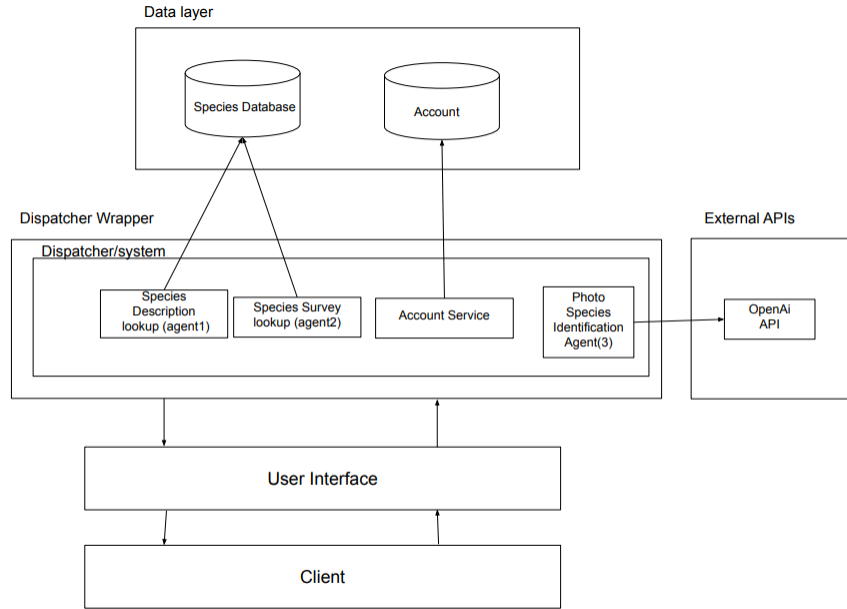 Data layer
Species Database
Account
Dispatcher Wrapper
External APIs
Dispatcher/system
Species
Description
lookup (agent1)
Species Survey
lookup (agent2)
Account Service
Photo
Species
Identification
Agent(3)
OpenAi
API
User Interface
Client